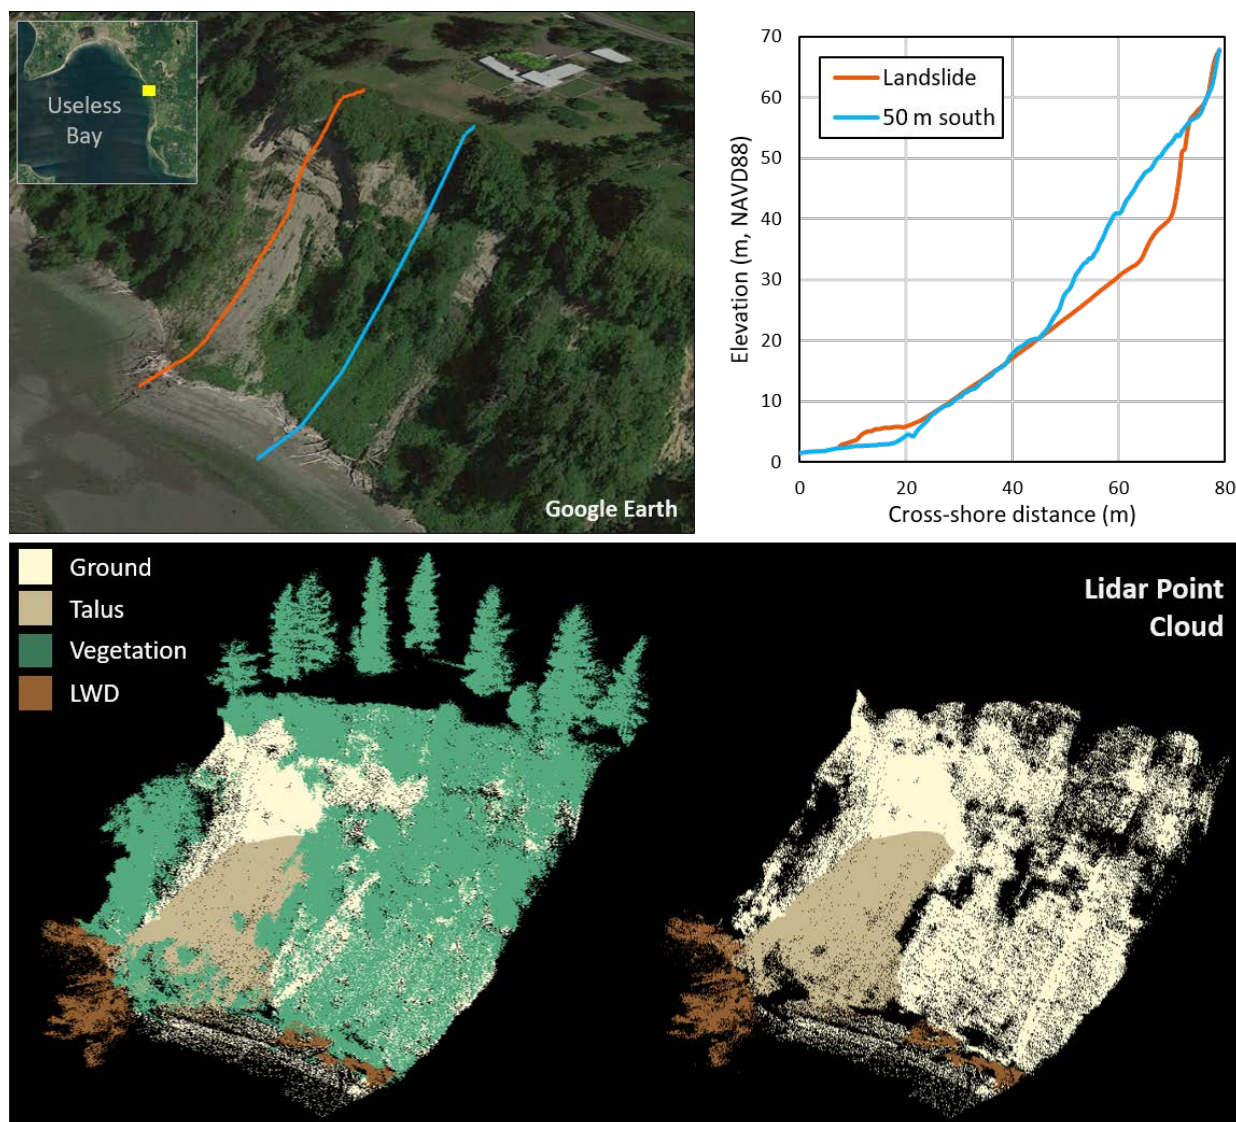 Useless
Bay
Google Earth
70
60
50
40
30
20
10
0
Elevation (m, NAVD88)
Landslide
50 m south
0 20 40 60 80
Cross-shore distance (m)
Ground
Talus
Vegetation
LWD
Lidar Point
Cloud